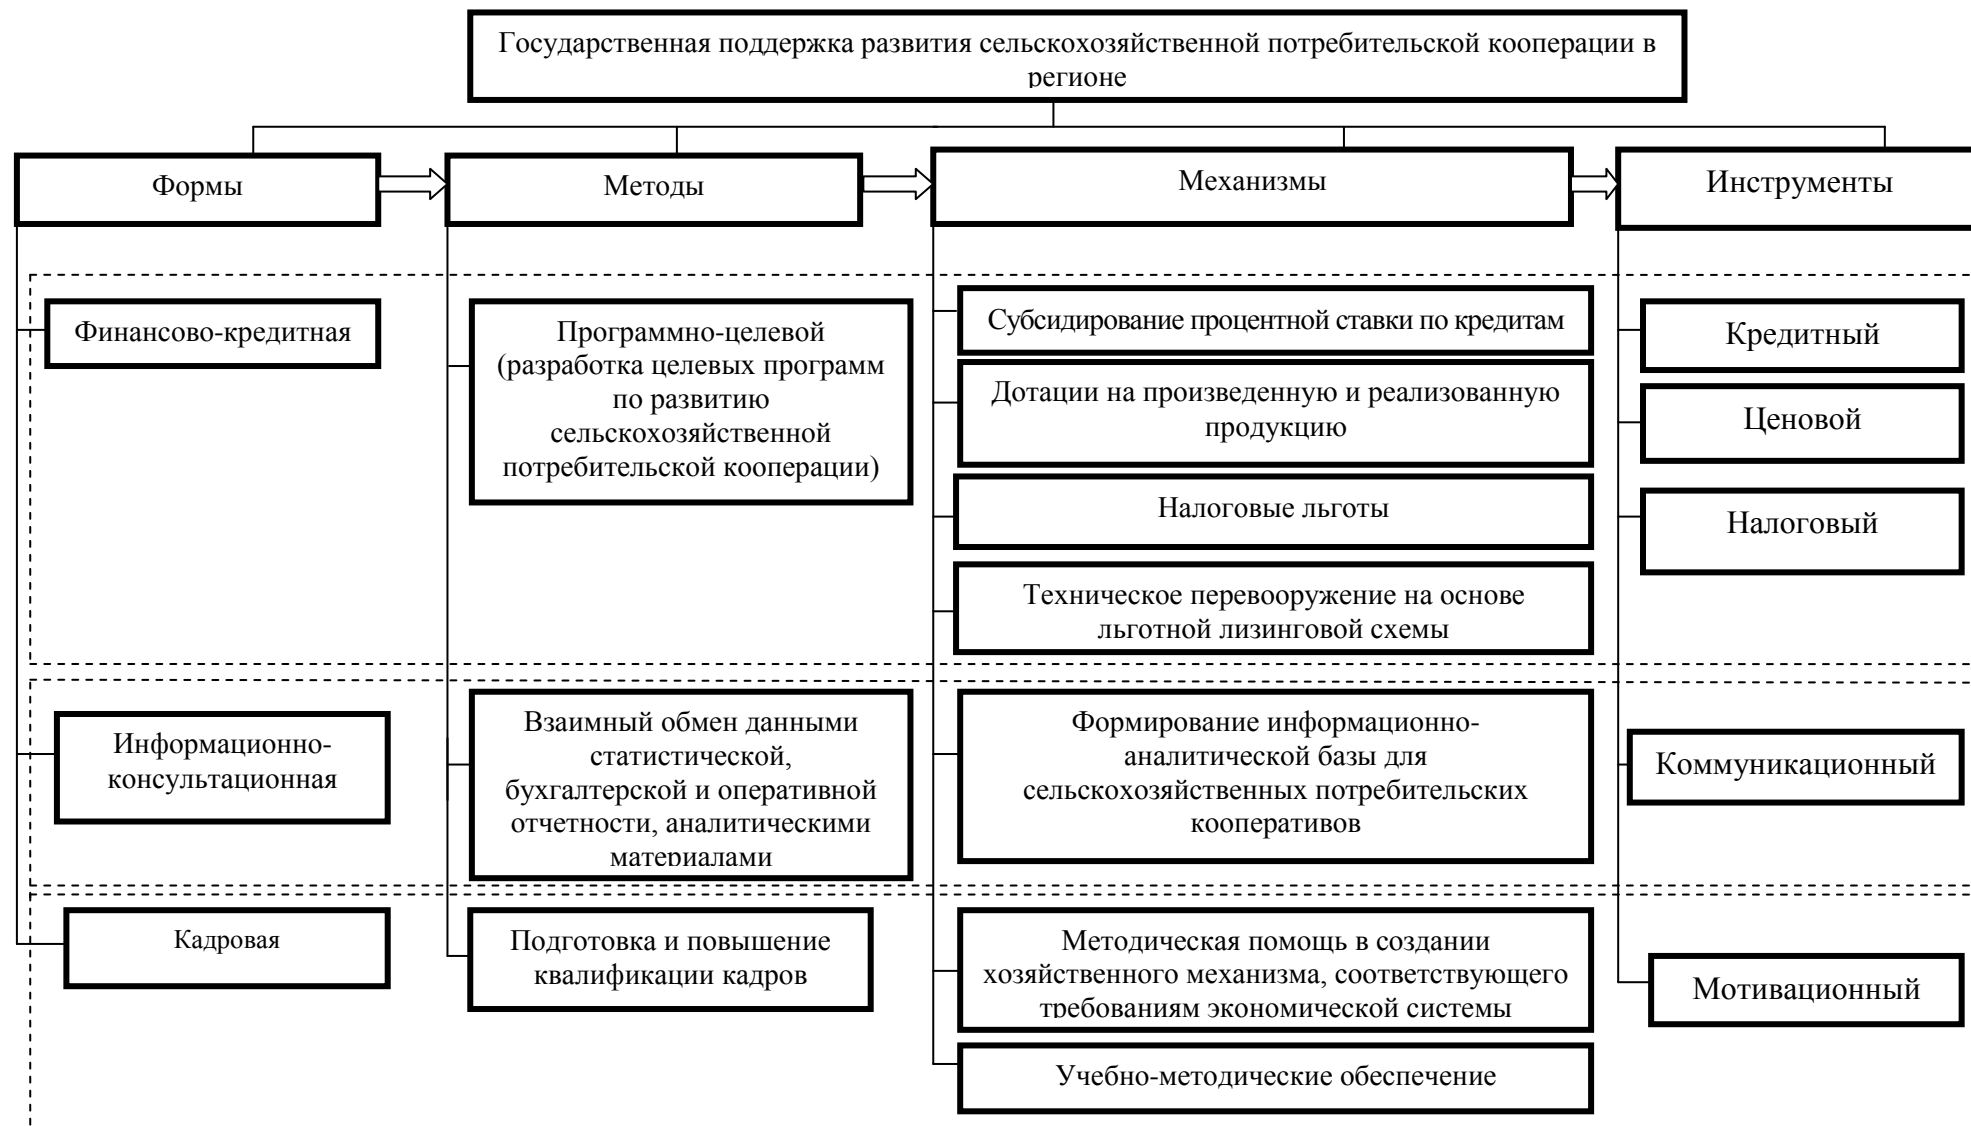 Государственная поддержка развития сельскохозяйственной потребительской кооперации в
регионе
Формы
Методы
Механизмы
Инструменты
Финансово-кредитная
Программно-целевой
(разработка целевых программ
по развитию
сельскохозяйственной
потребительской кооперации)
Субсидирование процентной ставки по кредитам
Дотации на произведенную и реализованную
продукцию
Налоговые льготы
Техническое перевооружение на основе
льготной лизинговой схемы
Кредитный
Ценовой
Налоговый
Информационно-
консультационная
Взаимный обмен данными
статистической,
бухгалтерской и оперативной
отчетности, аналитическими
материалами
Формирование информационно-
аналитической базы для
сельскохозяйственных потребительских
кооперативов
Коммуникационный
Кадровая
Подготовка и повышение
квалификации кадров
Методическая помощь в создании
хозяйственного механизма, соответствующего
требованиям экономической системы
Учебно-методические обеспечение
Мотивационный